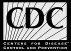 CDC
CENTERS FOR DISEASE
CONTROL AND PREVENTION